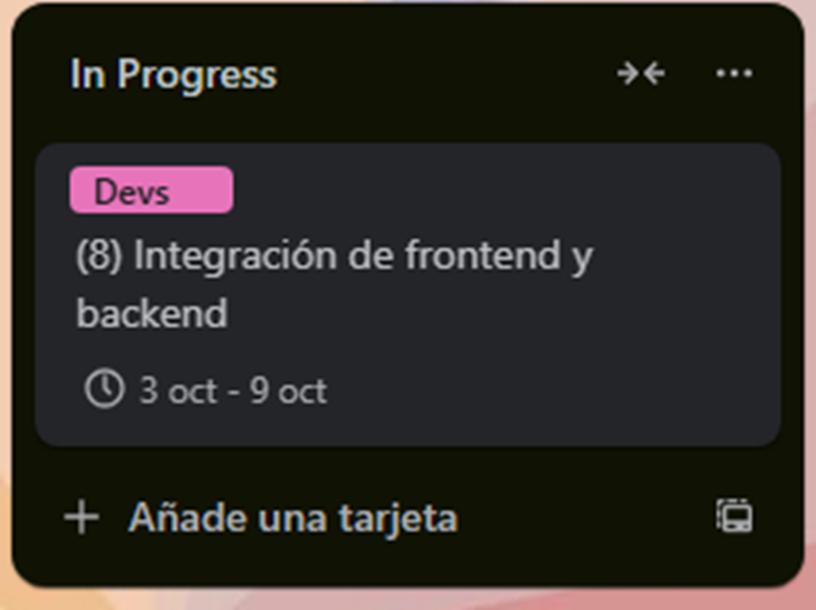 In Progress
Devs
(8) Integración de frontend y
backend
3 oct - 9 oct
Añade una tarjeta